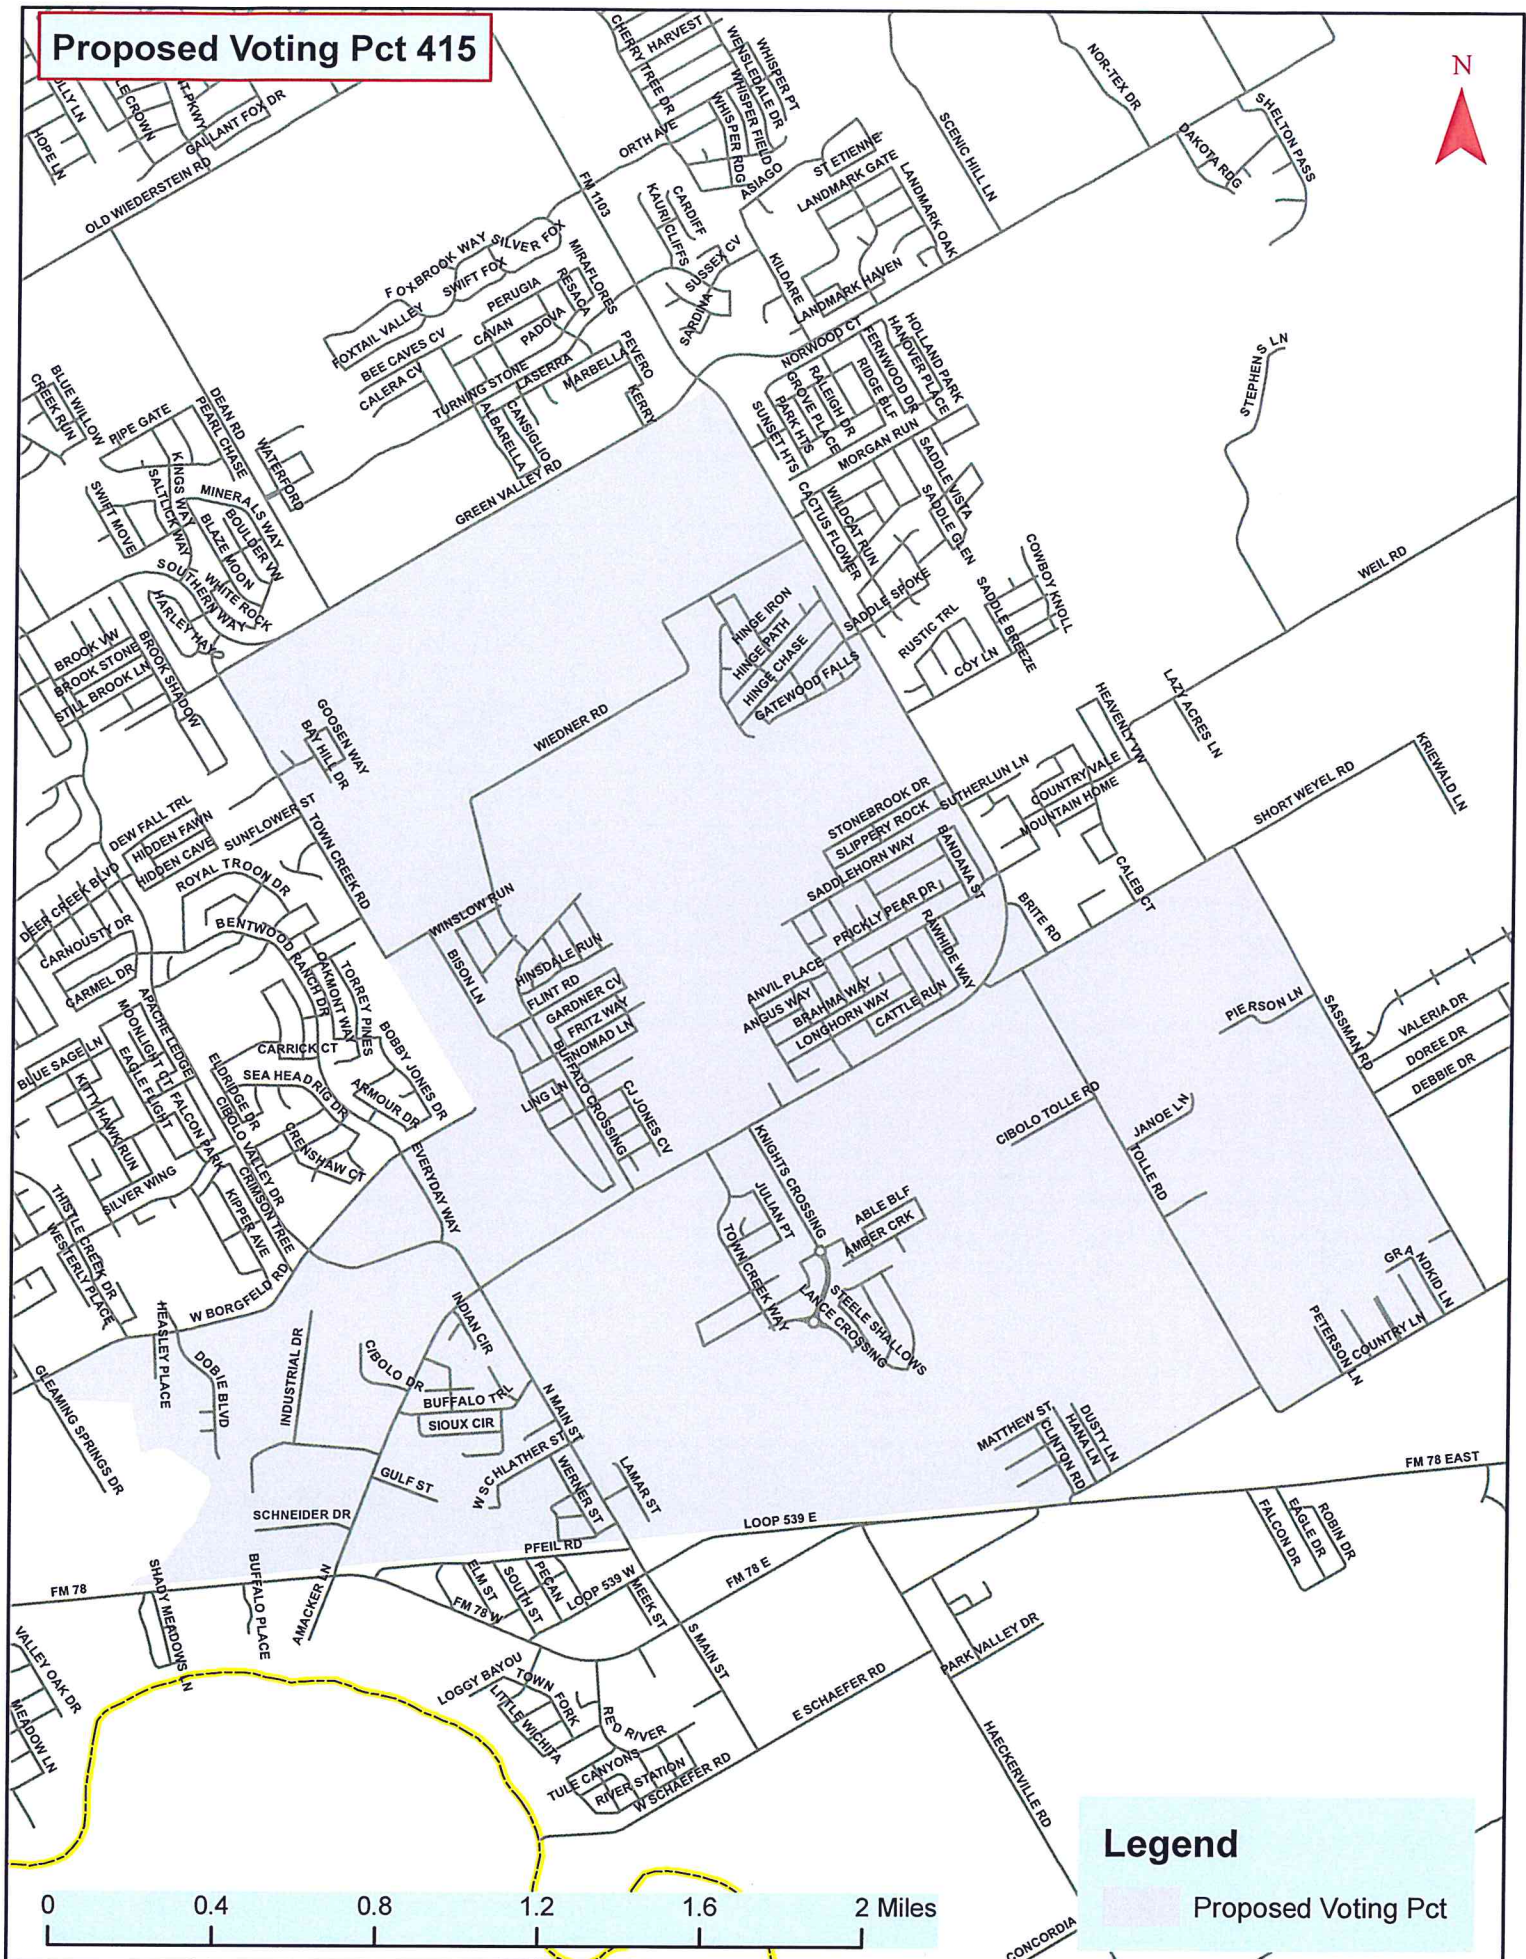 Proposed Voting Pct 415
N
CHERRY TREE DR
HARVEST
WENSLEDALE DR
WHISPER PT
WHISPER FIELD
WHISPER RDG
NOR-TEX DR
SHELTON PASS
DAKOTA RDG
SCENIC HILL LN
HOPE LN
GALLANT FOX DR
OLD WIEDERSTEIN RD
ORTH AVE
FM 1103
ASIAGO
ST ETIENNE
LANDMARK GATE
LANDMARK OAK
KAURI CLIFFS
CARDIFF
SUSSEX CV
SARDINA
KILDARE
LANDMARK HAVEN
FOXBROOK WAY
SILVER FOX
SWIFT FOX
MIRAFLORES
RESACA
PERUGIA
FOXTAIL VALLEY
CAVAN
PADOVA
BEE CAVES CV
CALERA CV
TURNING STONE
LASERRA
MARBELLA
PEVERO
KERRY
ALBARELLA
CANSIGLIO
NORWOOD CT
FERNWOOD DR
HANOVER PLACE
HOLLAND PARK
RIDGE BLF
RALEIGH DR
GROVE PLACE
PARK HTS
SUNSET HTS
MORGAN RUN
STEPHENS LN
BLUE WILLOW
CREEK RUN
PIPE GATE
DEAN RD
PEARL CHASE
WATERFORD
KINGS WAY
SALTLICK WAY
SWIFT MOVE
MINERALS WAY
BOULDER VW
BLAZE MOON
WHITE ROCK
SOUTHERN WAY
HARLEY HAY
GREEN VALLEY RD
SADDLE VISTA
SADDLE GLEN
CACTUS FLOWER
WILDCAT RUN
SADDLE SPOKE
COWBOY KNOLL
SADDLE BREEZE
RUSTIC TRL
COY LN
WEIL RD
HINGE IRON
HINGE PATH
HINGE CHASE
GATEWOOD FALLS
BROOK VW
BROOK STONE
STILL BROOK LN
BROOK SHADOW
WIEDNER RD
GOOSEN WAY
BAY HILL DR
HEAVENLY VW
LAZY ACRES LN
KRIEWALD LN
SHORT WEYEL RD
DEW FALL TRL
HIDDEN FAWN
HIDDEN CAVE
SUNFLOWER ST
TOWN CREEK RD
ROYAL TROON DR
DEER CREEK BLVD
CARNOUSTY DR
CARMEL DR
BENTWOOD RANCH DR
OAKMONT WAY
TORREY PINES
STONEBROOK DR
SLIPPERY ROCK
SADDLEHORN WAY
SUTHERLUN LN
COUNTRY VALE
MOUNTAIN HOME
BANDANA ST
PRICKLY PEAR DR
RAWHIDE WAY
CALEB CT
BRITE RD
WINSLOW RUN
BISON LN
HINSDALE RUN
FLINT RD
GARDNER CV
FRITZ WAY
NOMAD LN
LING LN
BUFFALO CROSSING
CJ JONES CV
ANVIL PLACE
ANGUS WAY
BRAHMA WAY
LONGHORN WAY
CATTLE RUN
PIERSON LN
SASSMAN RD
VALERIA DR
DOREE DR
DEBBIE DR
APACHE LEDGE
MOONLIGHT CT
EAGLE FLIGHT
BLUE SAGE LN
KITTY HAWK RUN
FALCON PARK
CARRICK CT
SEA HEADRIG DR
ELDRIDGE DR
CIBOLO VALLEY DR
BOBBY JONES DR
ARMOUR DR
CRENSHAW CT
SILVER WING
CRIMSON TREE
KIPPER AVE
THISTLE CREEK DR
WESTERLY PLACE
EVERYDAY WAY
W BORGFELD RD
CIBOLO TOLLE RD
JANOE LN
TOLLE RD
KNIGHTS CROSSING
JULIAN PT
ABLE BLF
AMBER CRK
TOWN CREEK WAY
LANCE CROSSING
STEELE SHALLOWS
GRANDKID LN
PETERSON LN
COUNTRY LN
HEASLEY PLACE
DOBIE BLVD
INDUSTRIAL DR
GLEAMING SPRINGS DR
INDIAN CIR
CIBOLO DR
BUFFALO TRL
SIOUX CIR
N MAIN ST
W SCHLATHER ST
WERNER ST
LAMAR ST
GULF ST
SCHNEIDER DR
MATTHEW ST
CLINTON RD
HANA LN
DUSTY LN
FM 78 EAST
LOOP 539 E
FALCON DR
EAGLE DR
ROBIN DR
PFEIL RD
FM 78
SHADY MEADOWS LN
BUFFALO PLACE
AMACKER LN
ELM ST
SOUTH ST
PECAN
LOOP 539 W
FM 78 W
FM 78 E
MEEK ST
S MAIN ST
PARK VALLEY DR
E SCHAEFER RD
VALLEY OAK DR
MEADOW LN
LOGGY BAYOU
TOWN FORK
LITTLE WICHITA
RED RIVER
TULE CANYONS
RIVER STATION
W SCHAEFER RD
HAECKERVILLE RD
CONCORDIA
Legend
Proposed Voting Pct
0 0.4 0.8 1.2 1.6 2 Miles